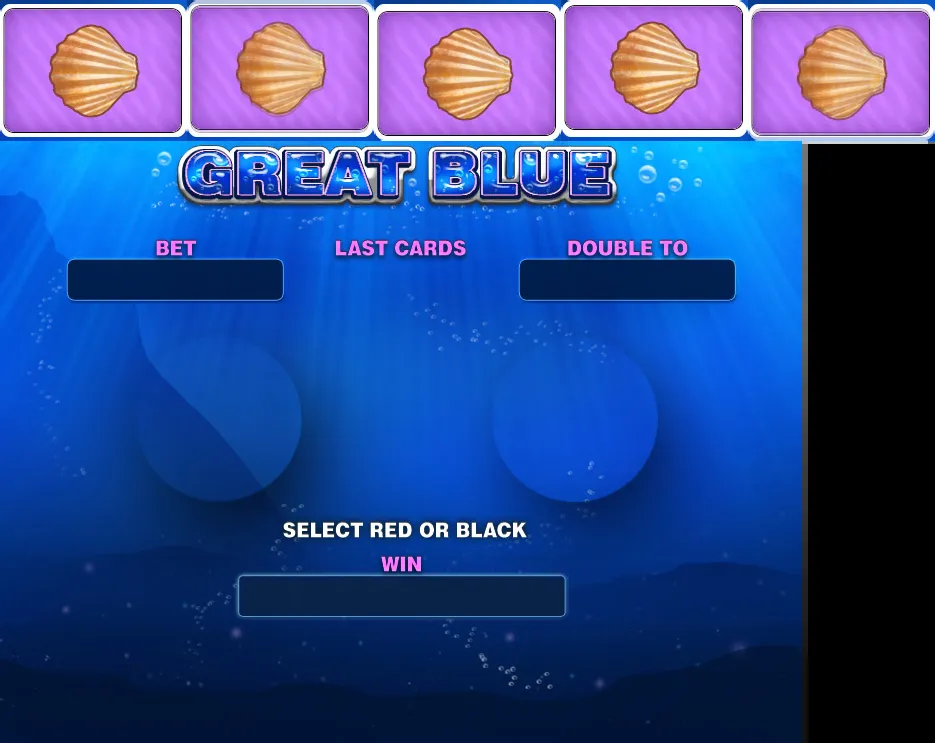 GREAT BLUE
BET LAST CARDS DOUBLE TO
SELECT RED OR BLACK
WIN